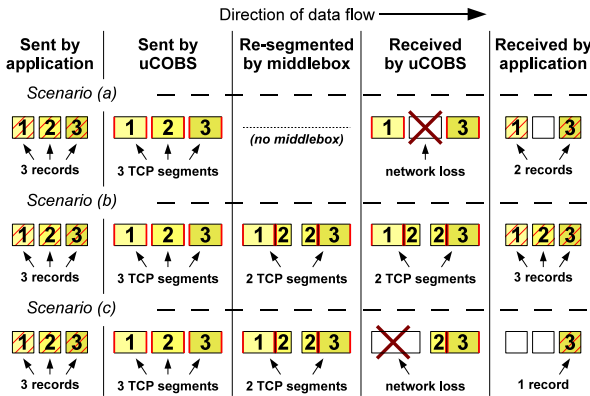 Direction of data flow
Sent by application
Sent by uCOBS
Re-segmented by middlebox
Received by uCOBS
Received by application
Scenario (a)
1 2 3
1 2 3
(no middlebox)
1 3
1 3
3 records
3 TCP segments
network loss
2 records
Scenario (b)
1 2 3
1 2 3
1 2 2 3
1 2 2 3
1 2 3
3 records
3 TCP segments
2 TCP segments
2 TCP segments
3 records
Scenario (c)
1 2 3
1 2 3
1 2 2 3
2 3
3
3 records
3 TCP segments
2 TCP segments
network loss
1 record